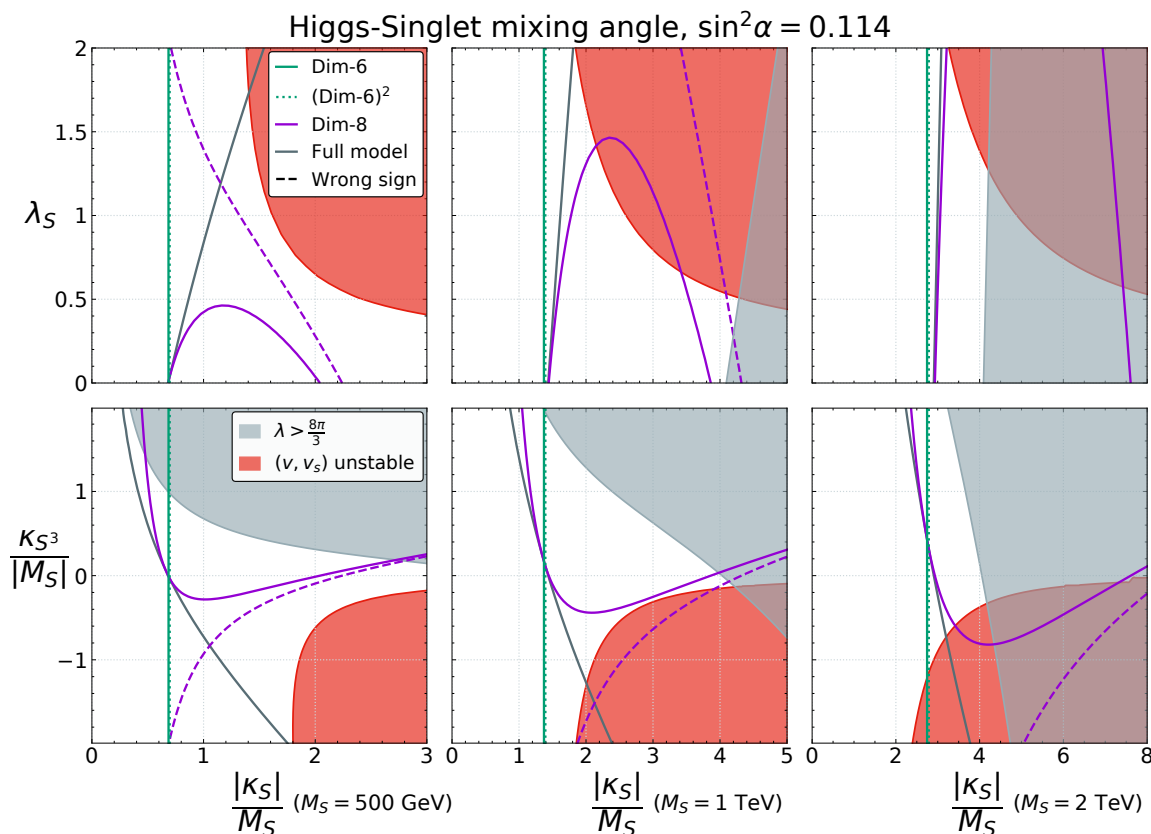 Higgs-Singlet mixing angle, sin²α = 0.114
Dim-6
(Dim-6)²
Dim-8
Full model
Wrong sign
λ_S
2
1.5
1
0.5
0
λ > 8π/3
(v, v_s) unstable
κ_{S³}/|M_S|
1
0
−1
0 1 2 3
0 1 2 3 4 5
0 2 4 6 8
|κ_S|/M_S (M_S = 500 GeV)
|κ_S|/M_S (M_S = 1 TeV)
|κ_S|/M_S (M_S = 2 TeV)